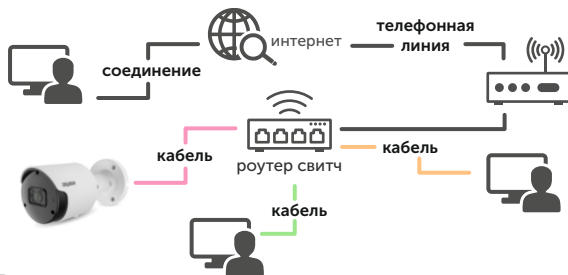 телефонная
линия
интернет
соединение
кабель
кабель
роутер свитч
кабель